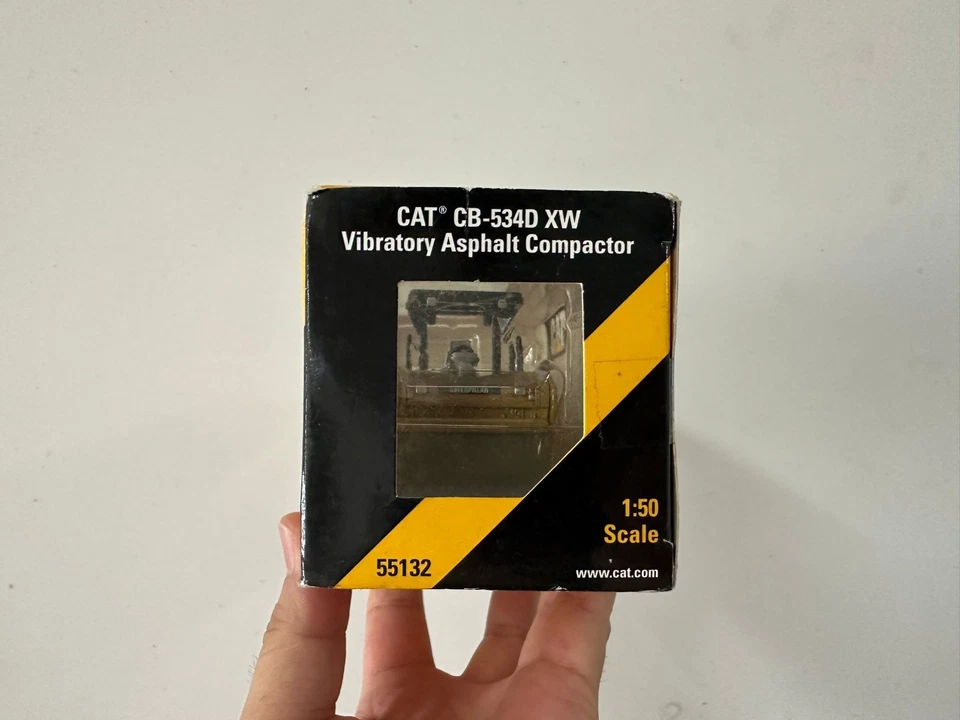 CAT® CB-534D XW
Vibratory Asphalt Compactor
CATERPILLAR
1:50
Scale
55132
www.cat.com